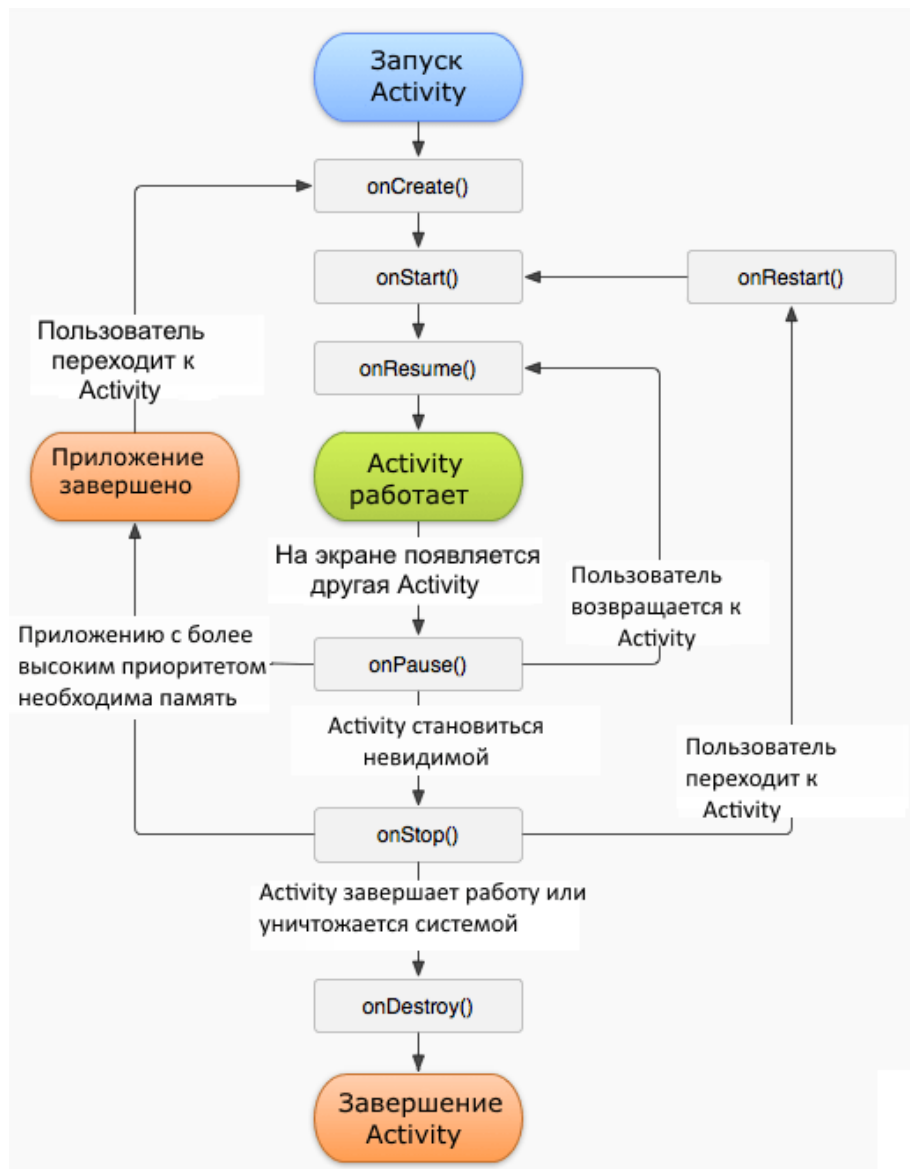 Запуск
Activity
onCreate()
onStart()
onRestart()
Пользователь
переходит к
Activity
onResume()
Приложение
завершено
Activity
работает
На экране появляется
другая Activity
Пользователь
возвращается к
Activity
Приложению с более
высоким приоритетом
необходима память
onPause()
Activity становиться
невидимой
Пользователь
переходит к
Activity
onStop()
Activity завершает работу или
уничтожается системой
onDestroy()
Завершение
Activity